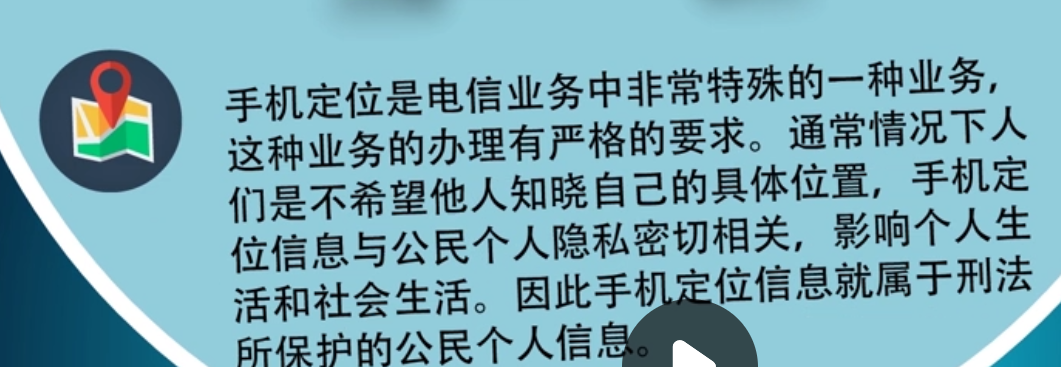 手机定位是电信业务中非常特殊的一种业务，
这种业务的办理有严格的要求。通常情况下人
们是不希望他人知晓自己的具体位置，手机定
位信息与公民个人隐私密切相关，影响个人生
活和社会生活。因此手机定位信息就属于刑法
所保护的公民个人信息。